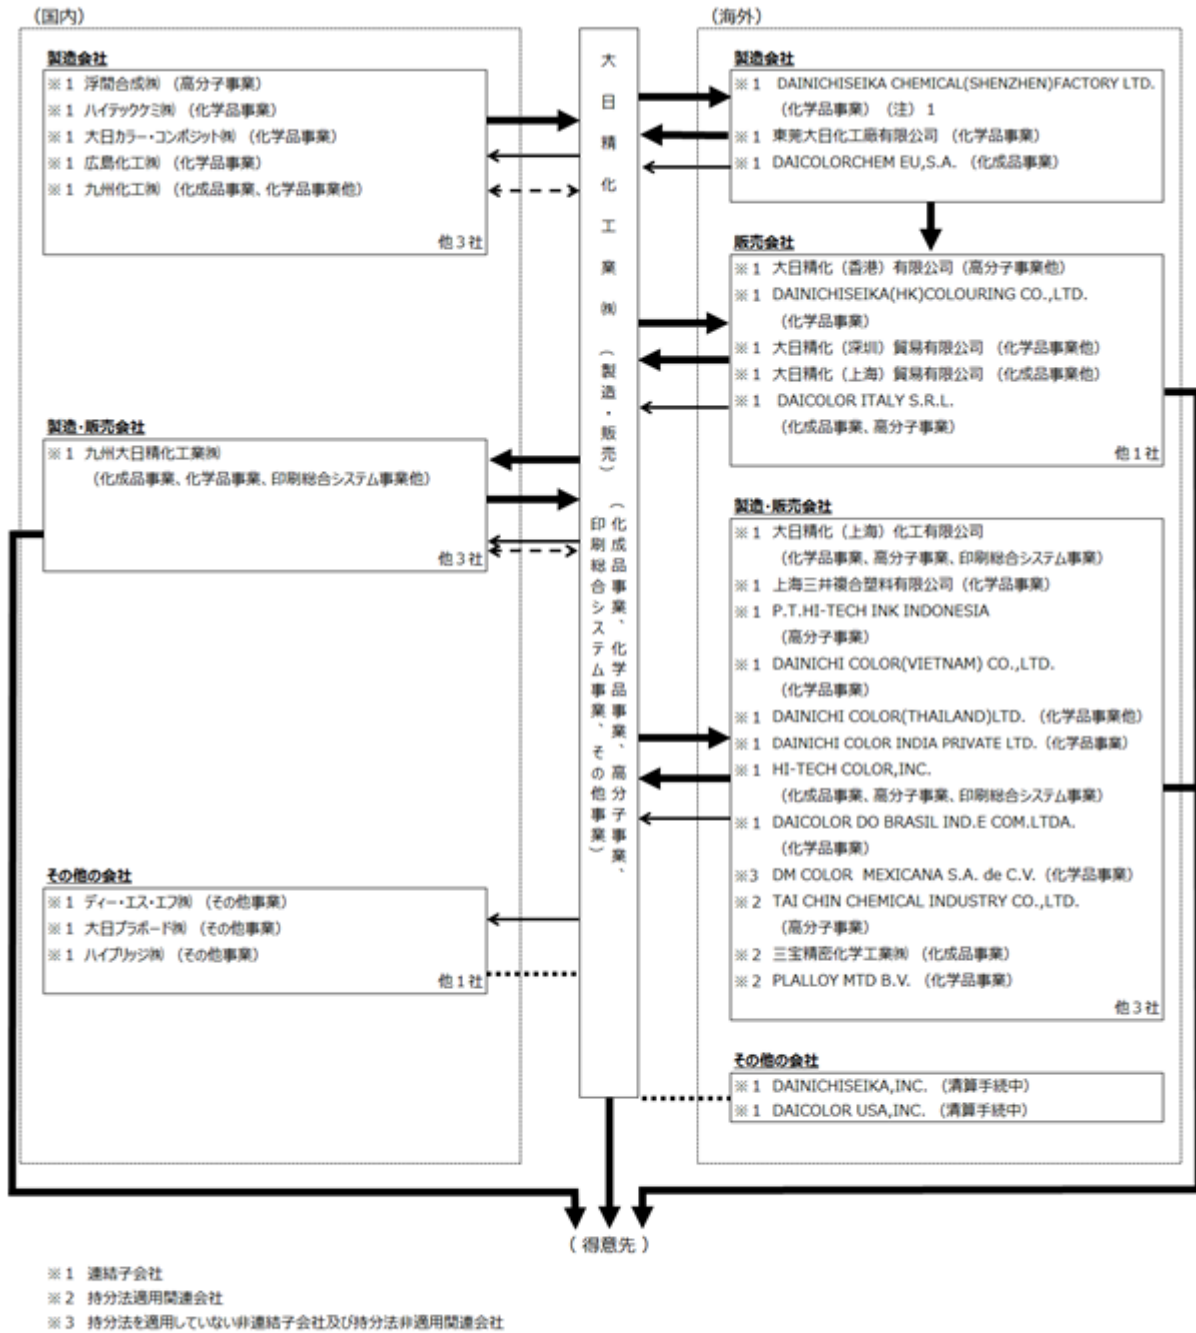 （国内）
製造会社
※１ 浮間合成㈱ （高分子事業）
※１ ハイテックケミ㈱ （化学品事業）
※１ 大日カラー・コンポジット㈱ （化学品事業）
※１ 広島化工㈱ （化学品事業）
※１ 九州化工㈱ （化成品事業、化学品事業他）
他３社
製造・販売会社
※１ 九州大日精化工業㈱
（化成品事業、化学品事業、印刷総合システム事業他）
他３社
その他の会社
※１ ディー・エス・エフ㈱ （その他事業）
※１ 大日プラボード㈱ （その他事業）
※１ ハイブリッジ㈱ （その他事業）
他１社
大日精化工業㈱（製造・販売）
（化成品事業、化学品事業、高分子事業、
印刷総合システム事業、その他事業）
（海外）
製造会社
※１ DAINICHISEIKA CHEMICAL(SHENZHEN)FACTORY LTD.
（化学品事業）（注）１
※１ 東莞大日化工廠有限公司 （化学品事業）
※１ DAICOLORCHEM EU,S.A. （化成品事業）
販売会社
※１ 大日精化（香港）有限公司（高分子事業他）
※１ DAINICHISEIKA(HK)COLOURING CO.,LTD.
（化学品事業）
※１ 大日精化（深圳）貿易有限公司 （化学品事業他）
※１ 大日精化（上海）貿易有限公司 （化成品事業他）
※１ DAICOLOR ITALY S.R.L.
（化成品事業、高分子事業）
他１社
製造・販売会社
※１ 大日精化（上海）化工有限公司
（化学品事業、高分子事業、印刷総合システム事業）
※１ 上海三井複合塑料有限公司（化学品事業）
※１ P.T.HI-TECH INK INDONESIA
（高分子事業）
※１ DAINICHI COLOR(VIETNAM) CO.,LTD.
（化学品事業）
※１ DAINICHI COLOR(THAILAND)LTD. （化学品事業他）
※１ DAINICHI COLOR INDIA PRIVATE LTD.（化学品事業）
※１ HI-TECH COLOR,INC.
（化成品事業、高分子事業、印刷総合システム事業）
※１ DAICOLOR DO BRASIL IND.E COM.LTDA.
（化学品事業）
※３ DM COLOR MEXICANA S.A. de C.V.（化学品事業）
※２ TAI CHIN CHEMICAL INDUSTRY CO.,LTD.
（高分子事業）
※２ 三宝精密化学工業㈱ （化成品事業）
※２ PLALLOY MTD B.V. （化学品事業）
他３社
その他の会社
※１ DAINICHISEIKA,INC. （清算手続中）
※１ DAICOLOR USA,INC. （清算手続中）
（ 得意先 ）
※１ 連結子会社
※２ 持分法適用関連会社
※３ 持分法を適用していない非連結子会社及び持分法非適用関連会社